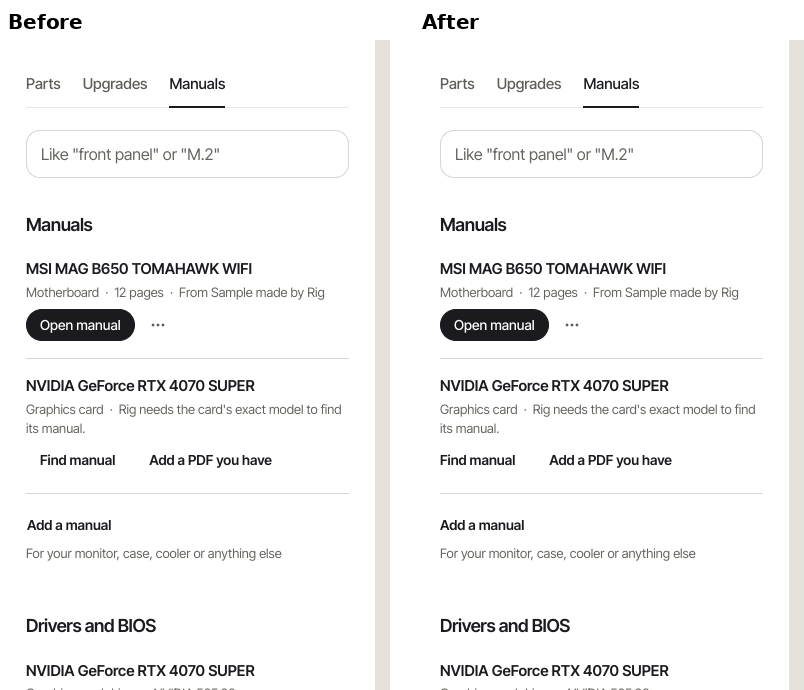 Before
Parts Upgrades Manuals
Like "front panel" or "M.2"
Manuals
MSI MAG B650 TOMAHAWK WIFI
Motherboard · 12 pages · From Sample made by Rig
Open manual ···
NVIDIA GeForce RTX 4070 SUPER
Graphics card · Rig needs the card's exact model to find
its manual.
Find manual Add a PDF you have
Add a manual
For your monitor, case, cooler or anything else
Drivers and BIOS
NVIDIA GeForce RTX 4070 SUPER
After
Parts Upgrades Manuals
Like "front panel" or "M.2"
Manuals
MSI MAG B650 TOMAHAWK WIFI
Motherboard · 12 pages · From Sample made by Rig
Open manual ···
NVIDIA GeForce RTX 4070 SUPER
Graphics card · Rig needs the card's exact model to find
its manual.
Find manual Add a PDF you have
Add a manual
For your monitor, case, cooler or anything else
Drivers and BIOS
NVIDIA GeForce RTX 4070 SUPER